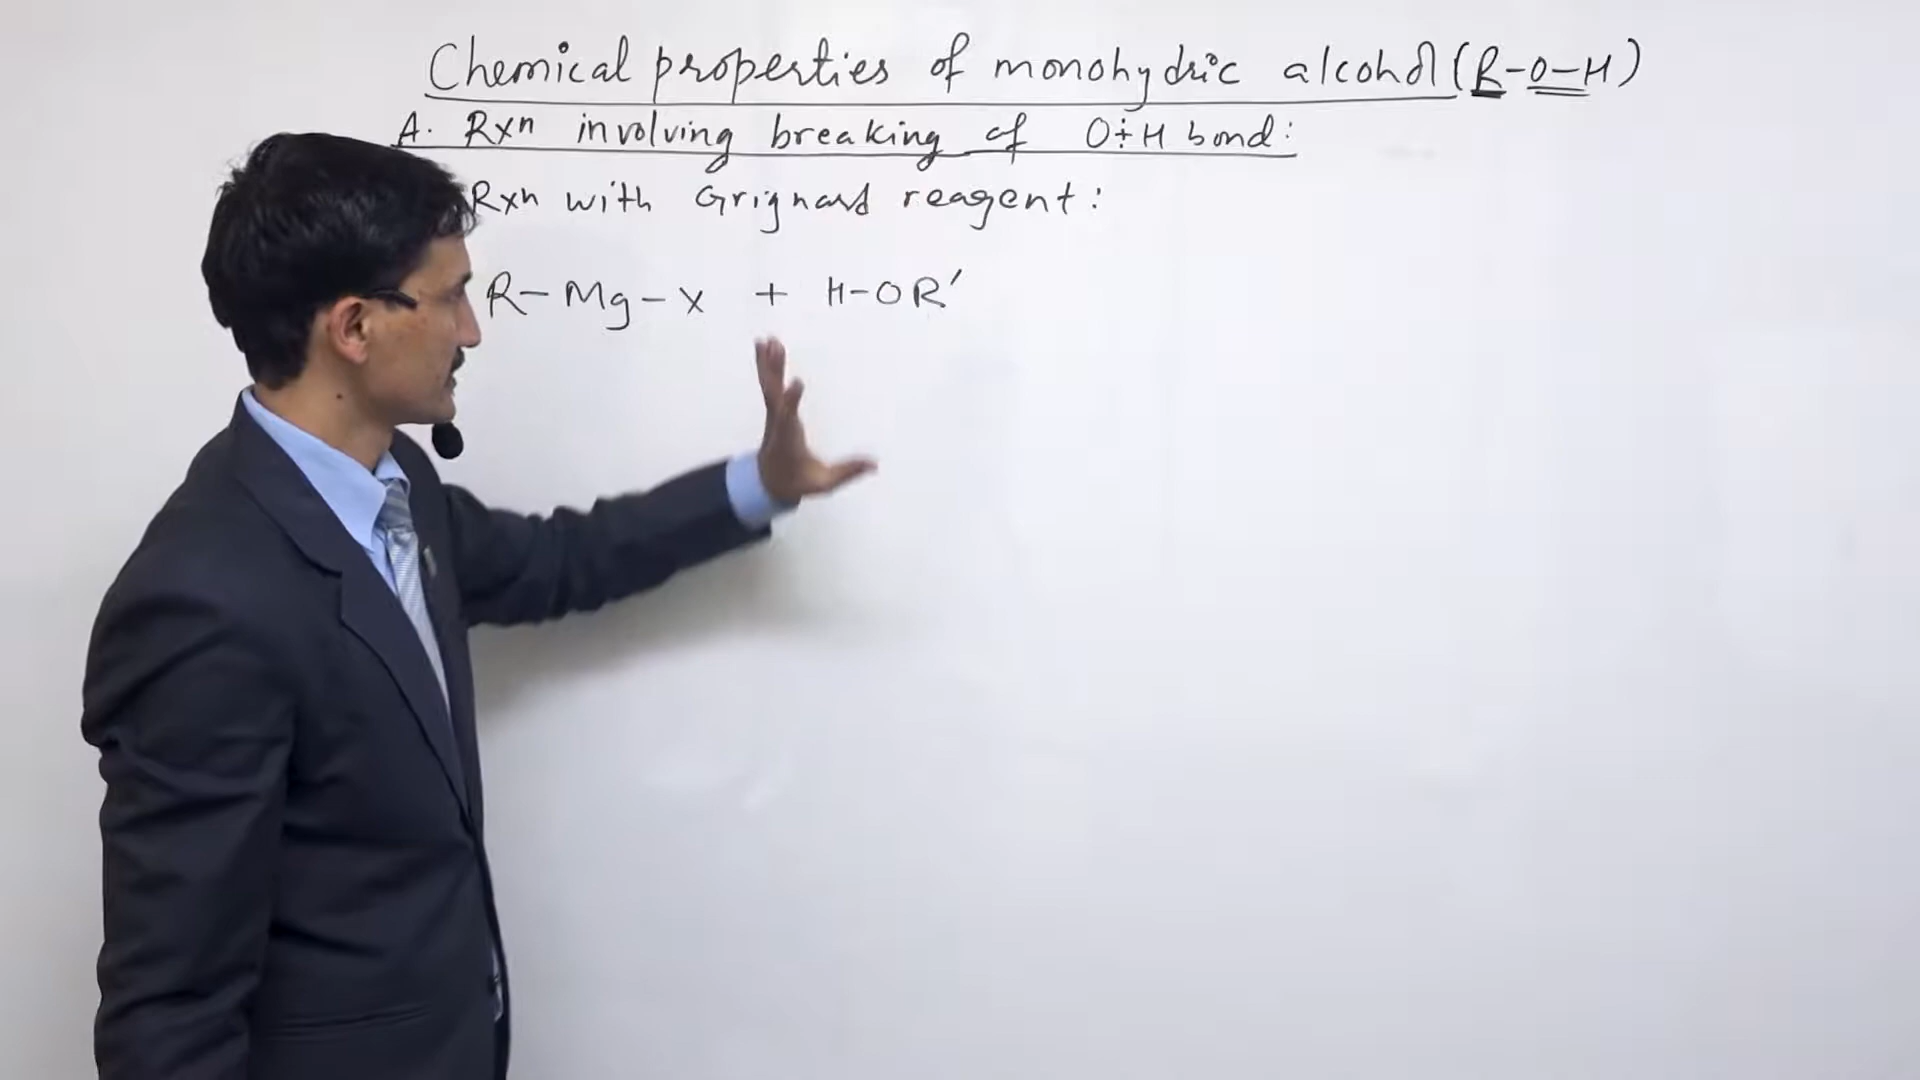 Chemical properties of monohydric alcohol (R-O-H)
A. Rxn involving breaking of O÷H bond:
Rxn with Grignard reagent:
R-Mg-X + H-OR'